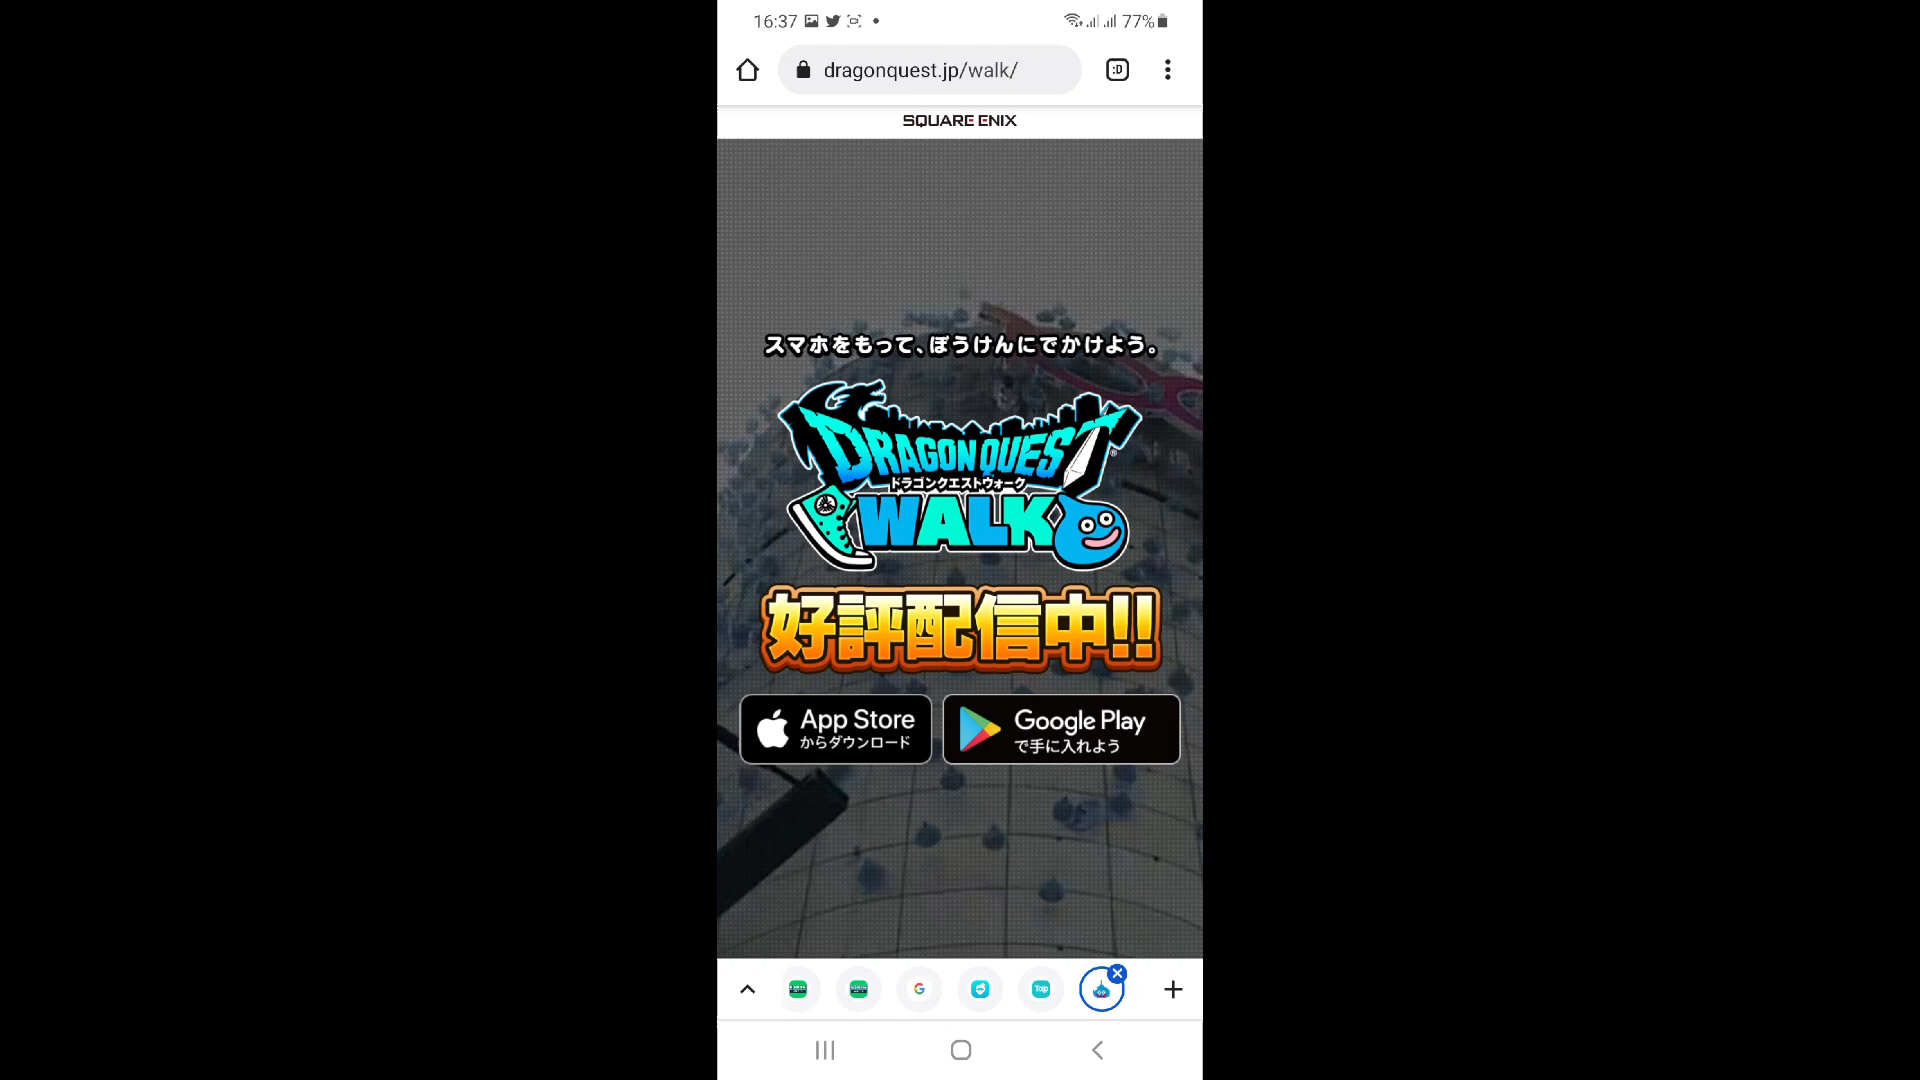 16:37
77%
dragonquest.jp/walk/
:D
SQUARE ENIX
スマホをもって、ぼうけんにでかけよう。
DRAGON QUEST®
ドラゴンクエストウォーク
WALK
好評配信中!!
App Store
からダウンロード
Google Play
で手に入れよう
G
Top